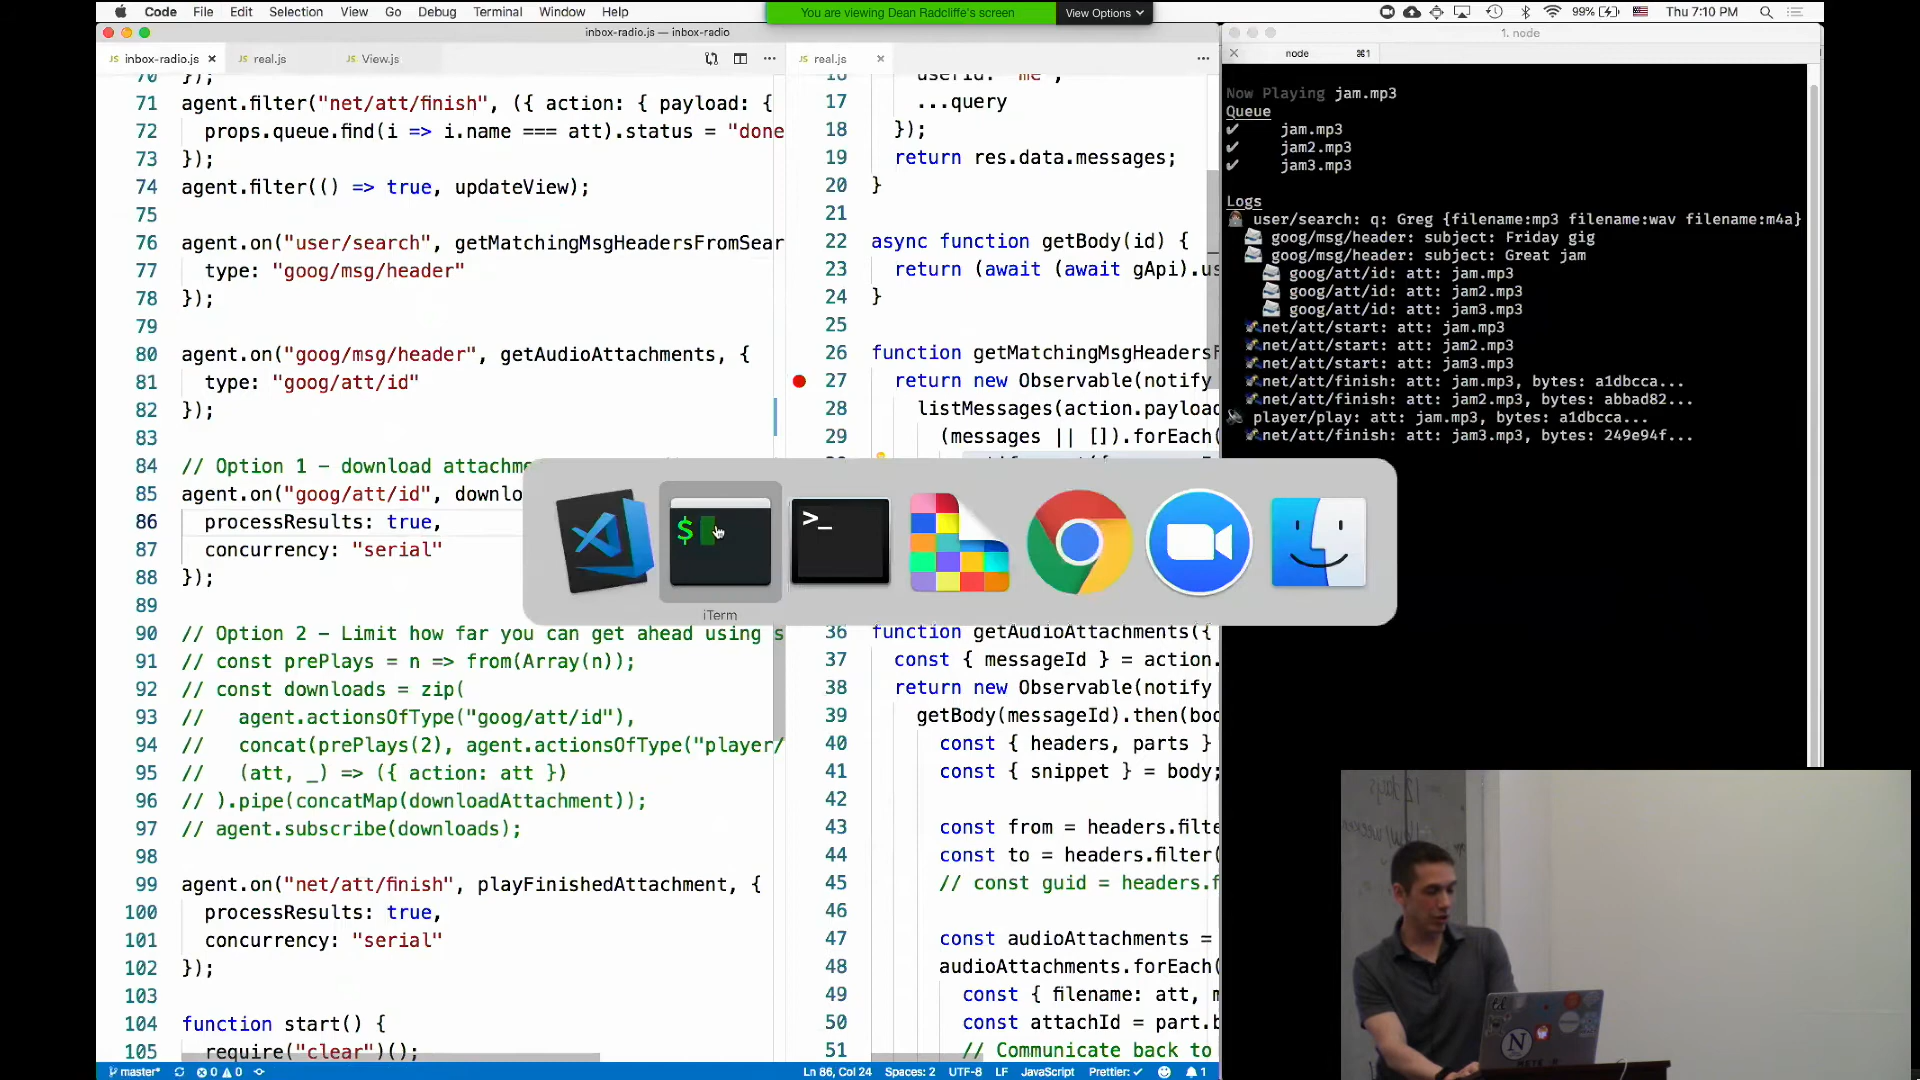 Code File Edit Selection View Go Debug Terminal Window Help
You are viewing Dean Radcliffe's screen
View Options
99%
Thu 7:10 PM
inbox-radio.js — inbox-radio
JS inbox-radio.js ×
JS real.js
JS View.js
70 });
71 agent.filter("net/att/finish", ({ action: { payload: {
72 props.queue.find(i => i.name === att).status = "done
73 });
74 agent.filter(() => true, updateView);
75
76 agent.on("user/search", getMatchingMsgHeadersFromSear
77 type: "goog/msg/header"
78 });
79
80 agent.on("goog/msg/header", getAudioAttachments, {
81 type: "goog/att/id"
82 });
83
84 // Option 1 – download attachme
85 agent.on("goog/att/id", downlo
86 processResults: true,
87 concurrency: "serial"
88 });
89
90 // Option 2 – Limit how far you can get ahead using s
91 // const prePlays = n => from(Array(n));
92 // const downloads = zip(
93 // agent.actionsOfType("goog/att/id"),
94 // concat(prePlays(2), agent.actionsOfType("player/
95 // (att, _) => ({ action: att })
96 // ).pipe(concatMap(downloadAttachment));
97 // agent.subscribe(downloads);
98
99 agent.on("net/att/finish", playFinishedAttachment, {
100 processResults: true,
101 concurrency: "serial"
102 });
103
104 function start() {
105 require("clear")();
JS real.js ×
16 userId: "me",
17 ...query
18 });
19 return res.data.messages;
20 }
21
22 async function getBody(id) {
23 return (await (await gApi).us
24 }
25
26 function getMatchingMsgHeadersF
27 return new Observable(notify
28 listMessages(action.payload
29 (messages || []).forEach(
36 function getAudioAttachments({
37 const { messageId } = action.
38 return new Observable(notify
39 getBody(messageId).then(bod
40 const { headers, parts }
41 const { snippet } = body;
42
43 const from = headers.filte
44 const to = headers.filter(
45 // const guid = headers.f
46
47 const audioAttachments =
48 audioAttachments.forEach(
49 const { filename: att, m
50 const attachId = part.b
51 // Communicate back to
1. node
× node ⌘1
Now Playing jam.mp3
Queue
✔ jam.mp3
✔ jam2.mp3
✔ jam3.mp3
Logs
user/search: q: Greg {filename:mp3 filename:wav filename:m4a}
goog/msg/header: subject: Friday gig
goog/msg/header: subject: Great jam
goog/att/id: att: jam.mp3
goog/att/id: att: jam2.mp3
goog/att/id: att: jam3.mp3
net/att/start: att: jam.mp3
net/att/start: att: jam2.mp3
net/att/start: att: jam3.mp3
net/att/finish: att: jam.mp3, bytes: a1dbcca...
net/att/finish: att: jam2.mp3, bytes: abbad82...
player/play: att: jam.mp3, bytes: a1dbcca...
net/att/finish: att: jam3.mp3, bytes: 249e94f...
$
>_
iTerm
N
master* 0 0
Ln 86, Col 24 Spaces: 2 UTF-8 LF JavaScript Prettier: ✓ 1